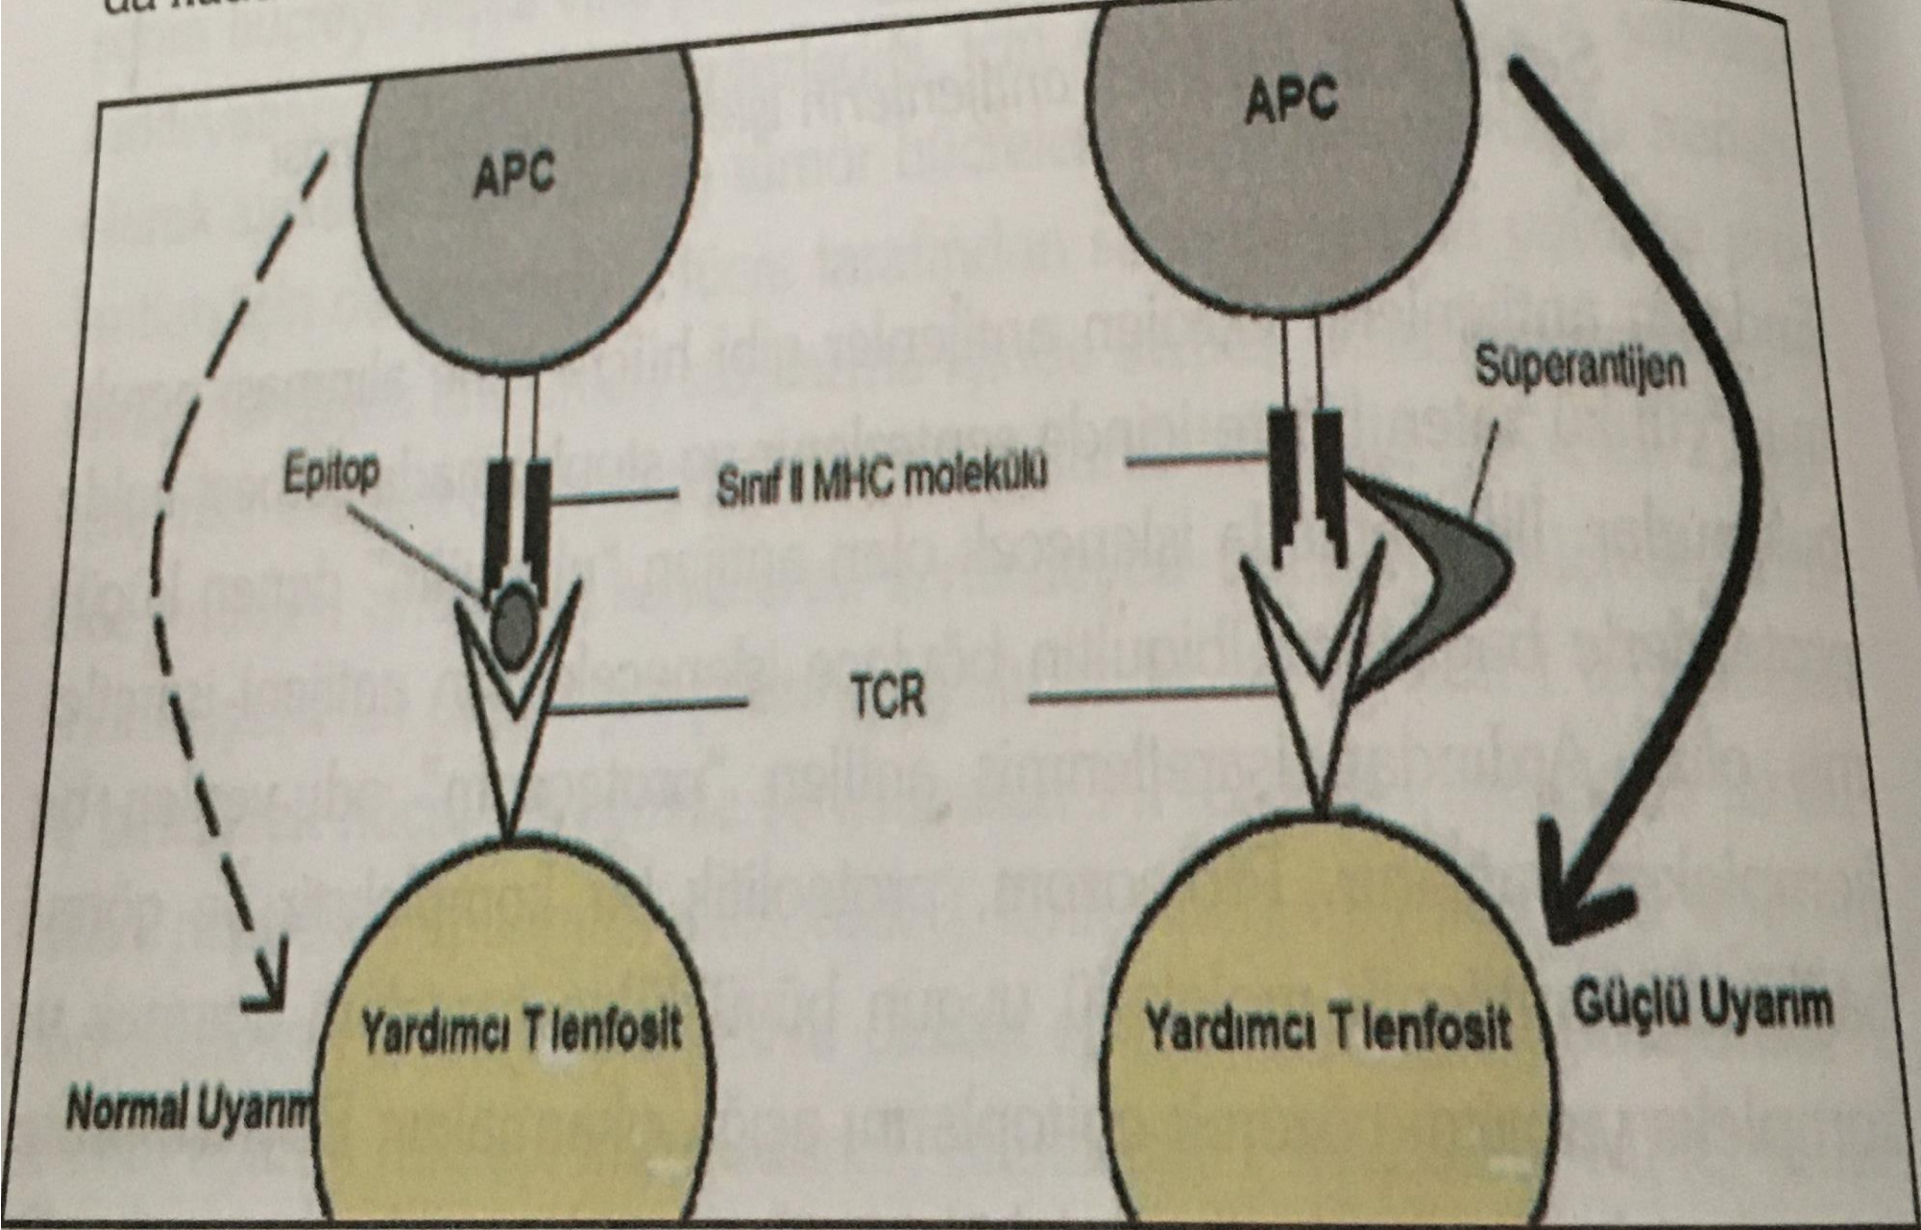 APC
APC
Süperantijen
Epitop
Sınıf II MHC molekülü
TCR
Yardımcı T lenfosit
Yardımcı T lenfosit
Güçlü Uyarım
Normal Uyarım